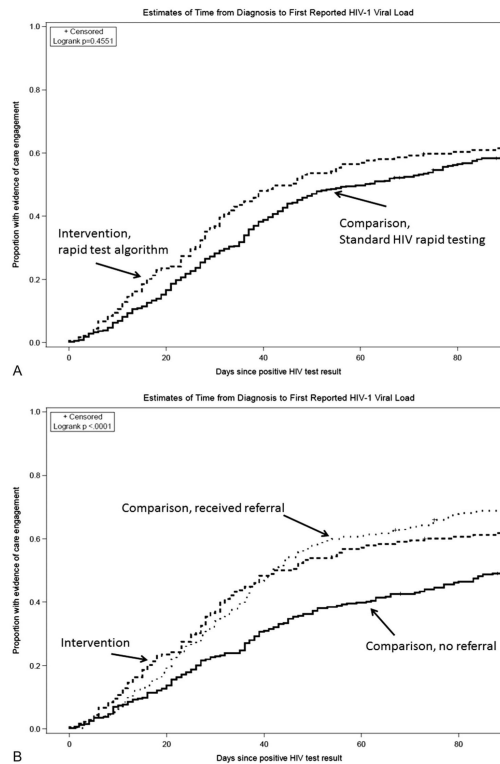 Estimates of Time from Diagnosis to First Reported HIV-1 Viral Load
+ Censored
Logrank p=0.4551
1.0
0.8
0.6
0.4
0.2
0.0
Proportion with evidence of care engagement
Intervention,
rapid test algorithm
Comparison,
Standard HIV rapid testing
0
20
40
60
80
Days since positive HIV test result
A
Estimates of Time from Diagnosis to First Reported HIV-1 Viral Load
+ Censored
Logrank p <.0001
1.0
0.8
0.6
0.4
0.2
0.0
Proportion with evidence of care engagement
Comparison, received referral
Intervention
Comparison, no referral
0
20
40
60
80
Days since positive HIV test result
B